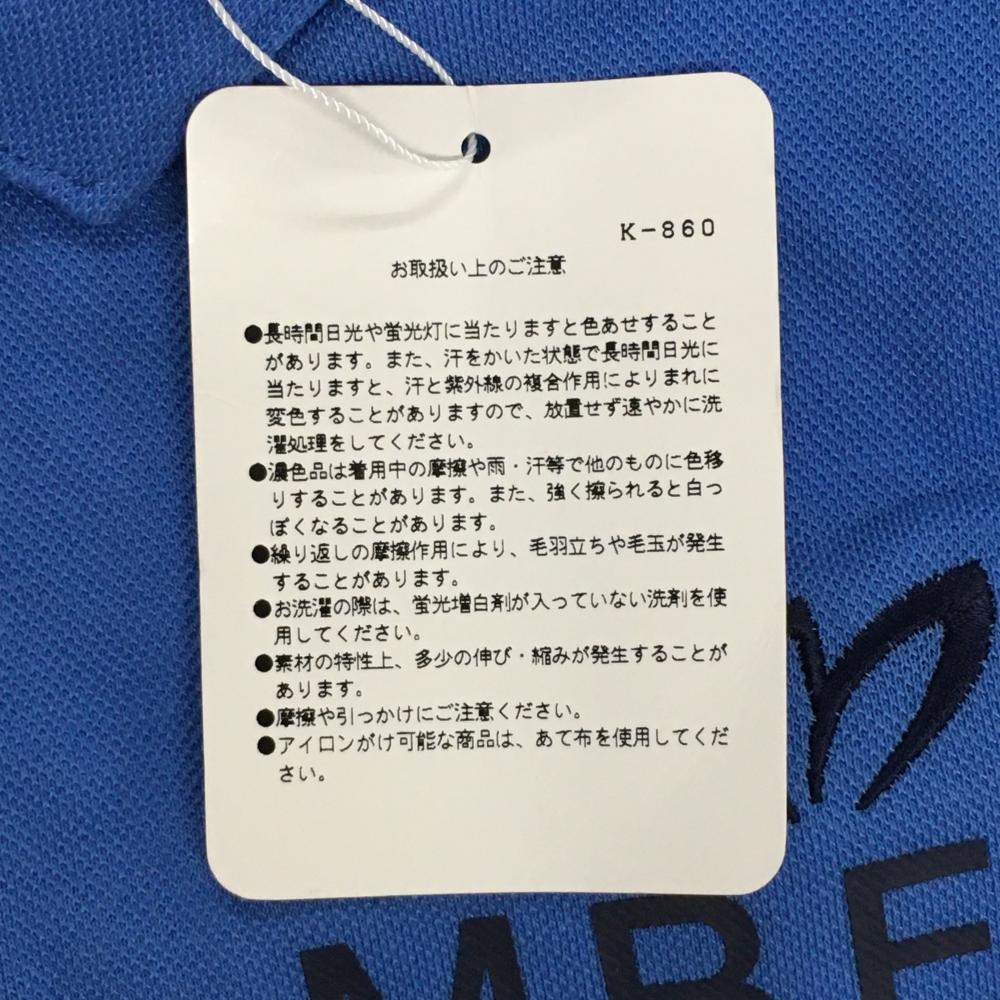 K-860
お取扱い上のご注意
●長時間日光や蛍光灯に当たりますと色あせすること
があります。また、汗をかいた状態で長時間日光に
当たりますと、汗と紫外線の複合作用によりまれに
変色することがありますので、放置せず速やかに洗
濯処理をしてください。
●濃色品は着用中の摩擦や雨・汗等で他のものに色移
りすることがあります。また、強く擦られると白っ
ぽくなることがあります。
●繰り返しの摩擦作用により、毛羽立ちや毛玉が発生
することがあります。
●お洗濯の際は、蛍光増白剤が入っていない洗剤を使
用してください。
●素材の特性上、多少の伸び・縮みが発生することが
あります。
●摩擦や引っかけにご注意ください。
●アイロンがけ可能な商品は、あて布を使用してくだ
さい。
MBE